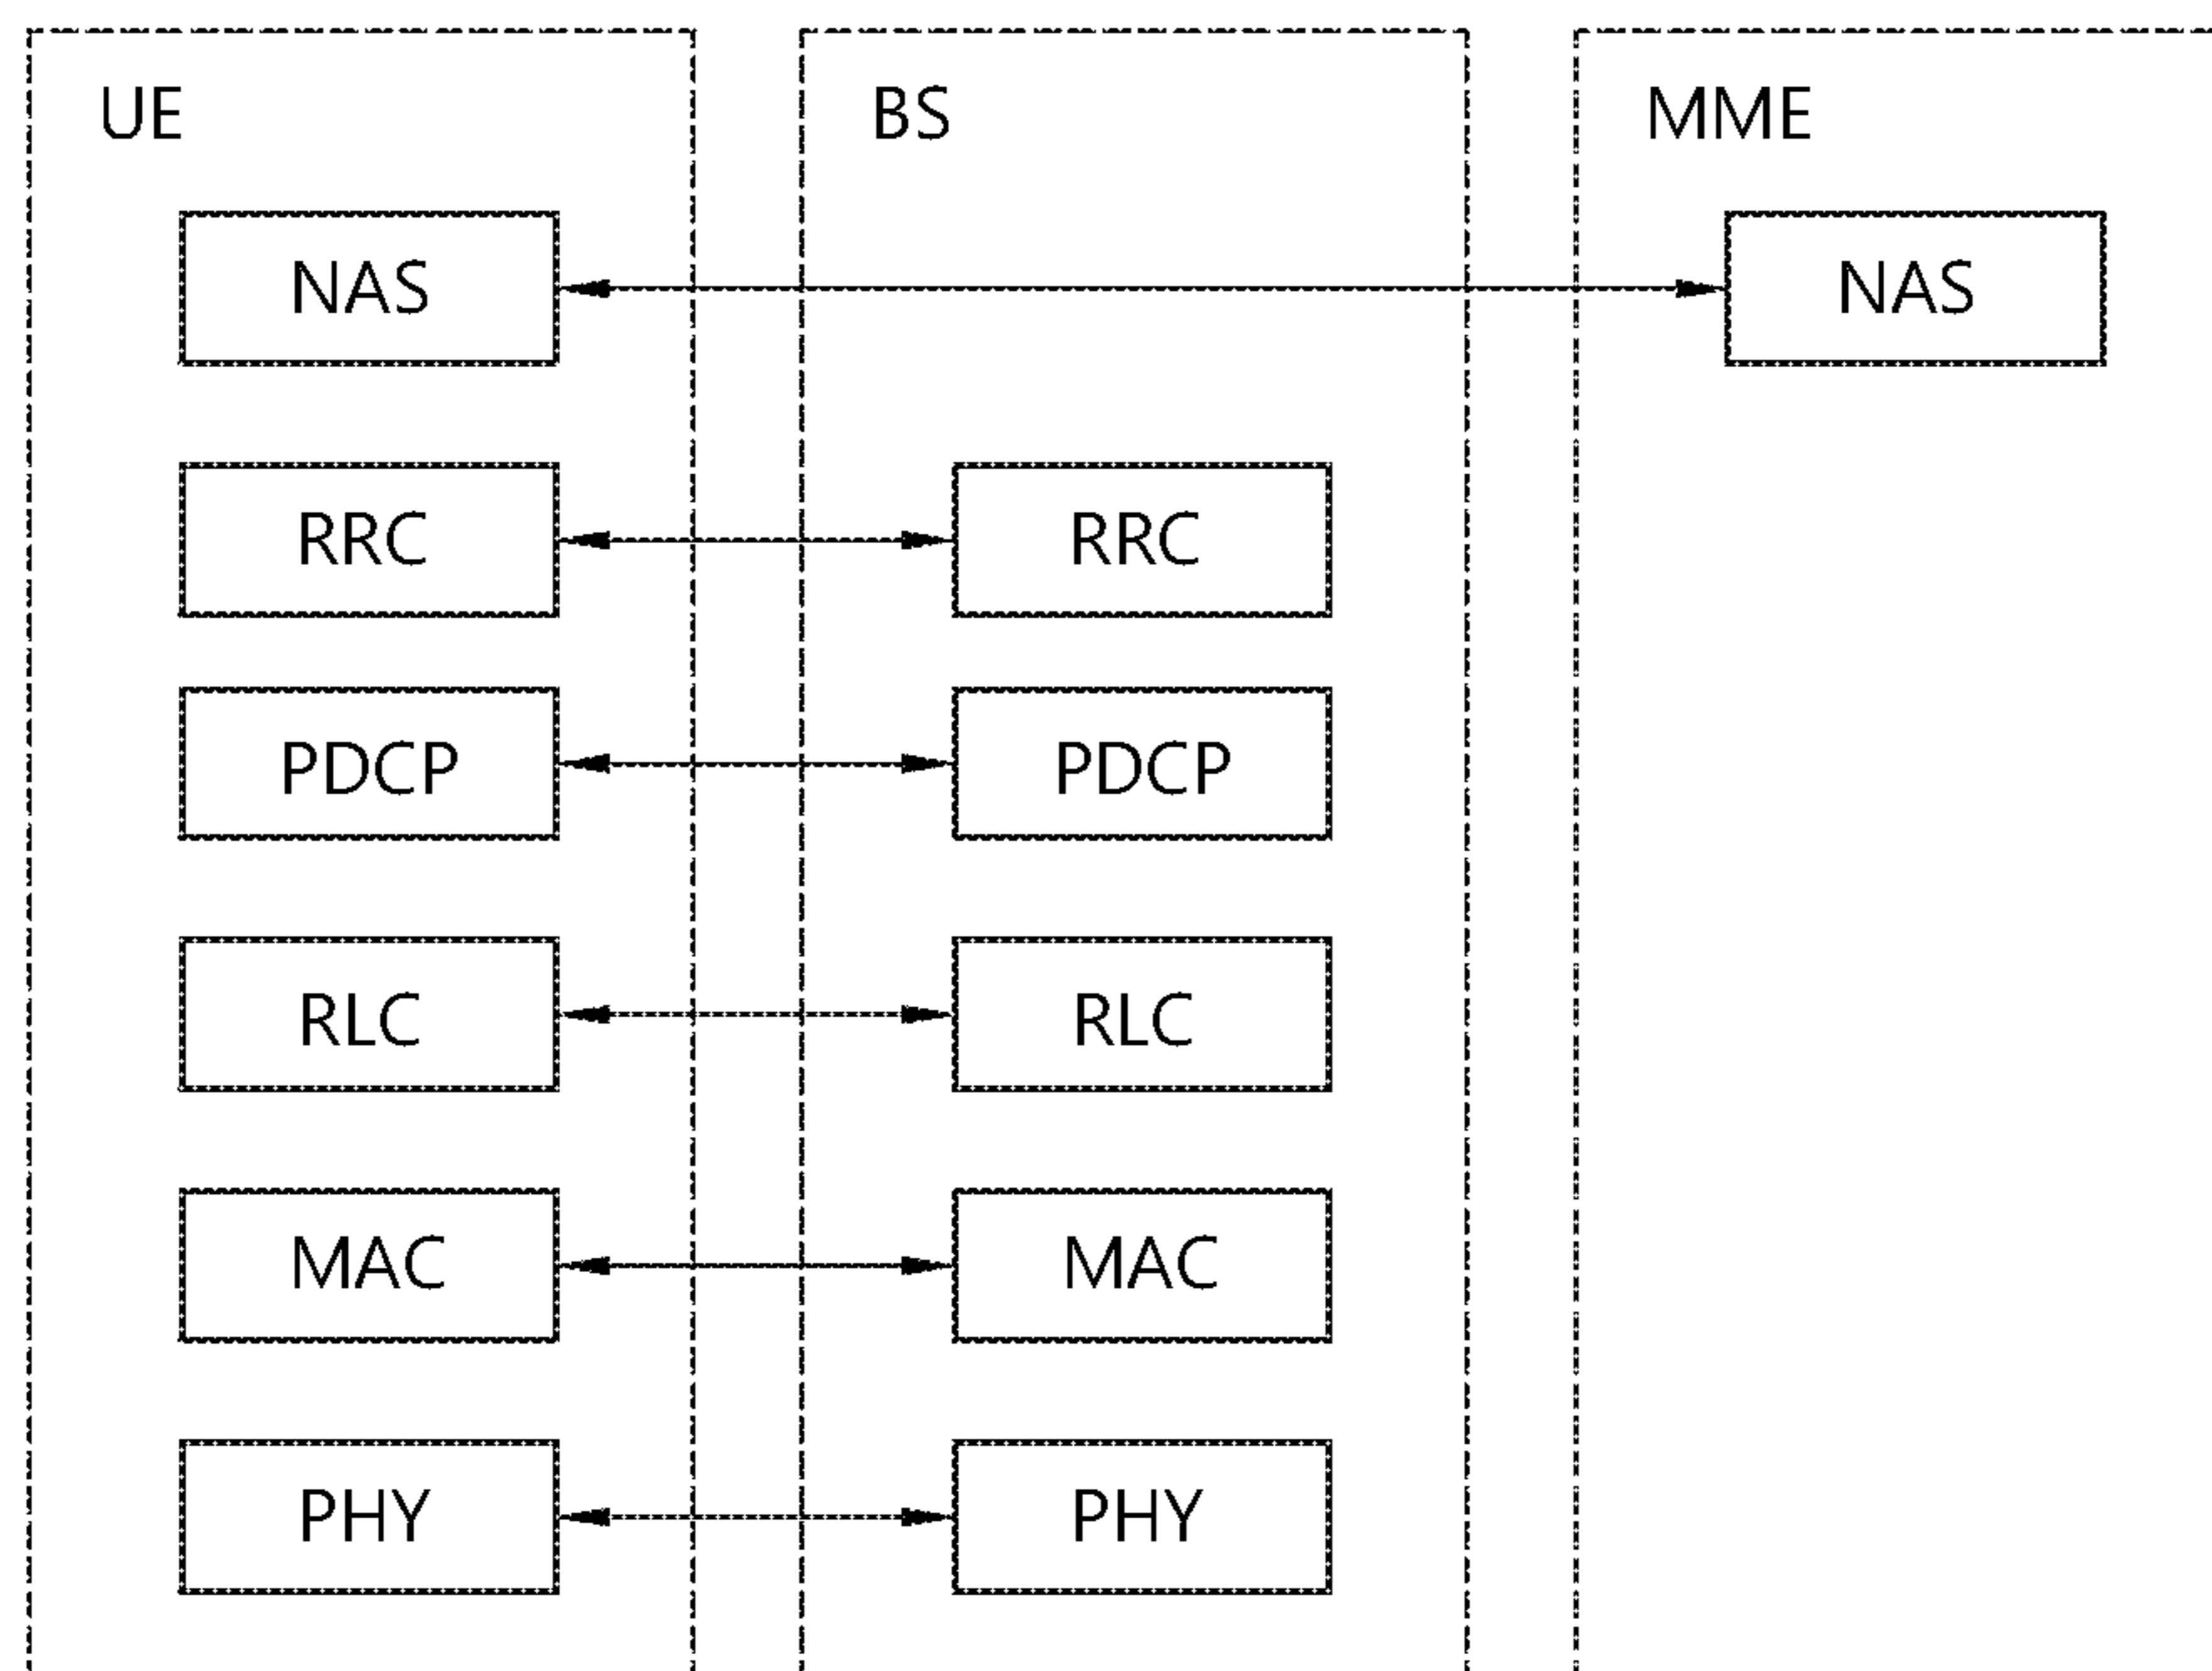 UE BS MME
NAS NAS
RRC RRC
PDCP PDCP
RLC RLC
MAC MAC
PHY PHY